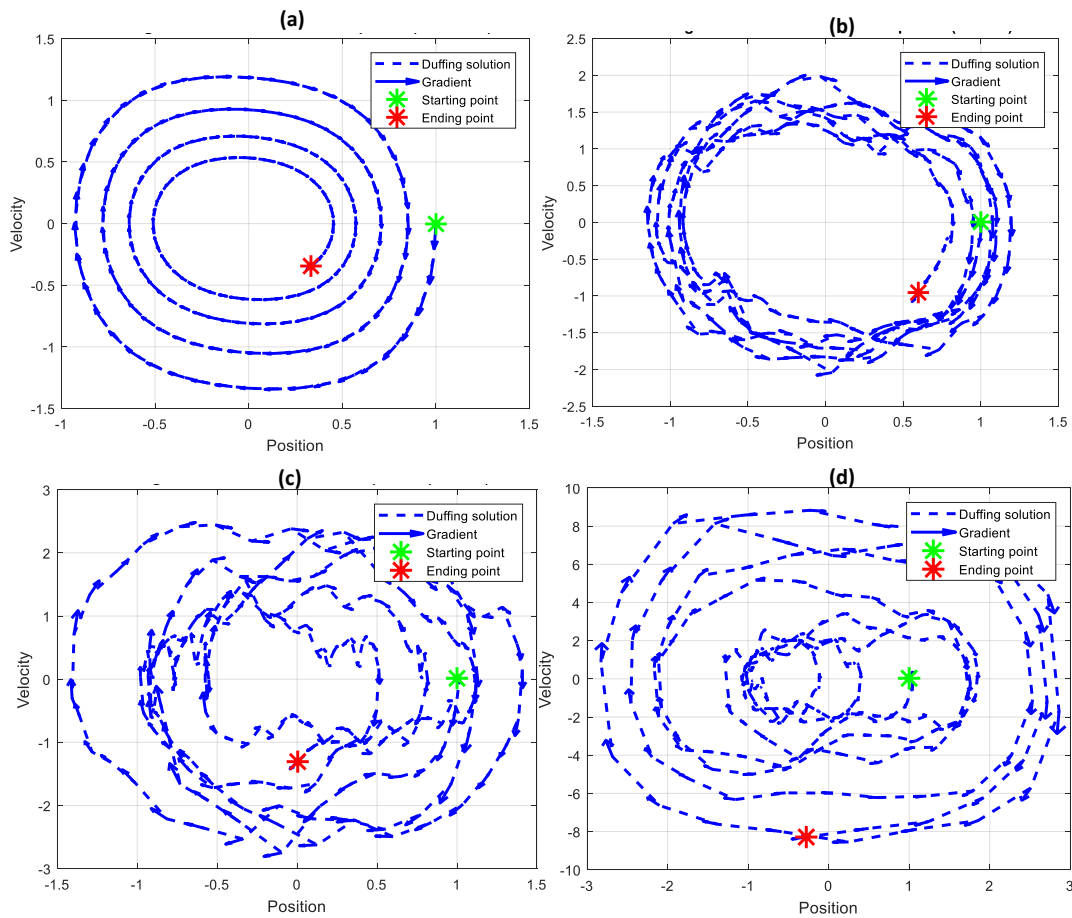 (a)
1.5
1
0.5
0
-0.5
-1
-1.5
-1
-0.5
0
0.5
1
1.5
Velocity
Position
Duffing solution
Gradient
Starting point
Ending point
(b)
2.5
2
1.5
1
0.5
0
-0.5
-1
-1.5
-2
-2.5
-1.5
-1
-0.5
0
0.5
1
1.5
Velocity
Position
Duffing solution
Gradient
Starting point
Ending point
(c)
3
2
1
0
-1
-2
-3
-1.5
-1
-0.5
0
0.5
1
1.5
Velocity
Position
Duffing solution
Gradient
Starting point
Ending point
(d)
10
8
6
4
2
0
-2
-4
-6
-8
-10
-3
-2
-1
0
1
2
3
Velocity
Position
Duffing solution
Gradient
Starting point
Ending point